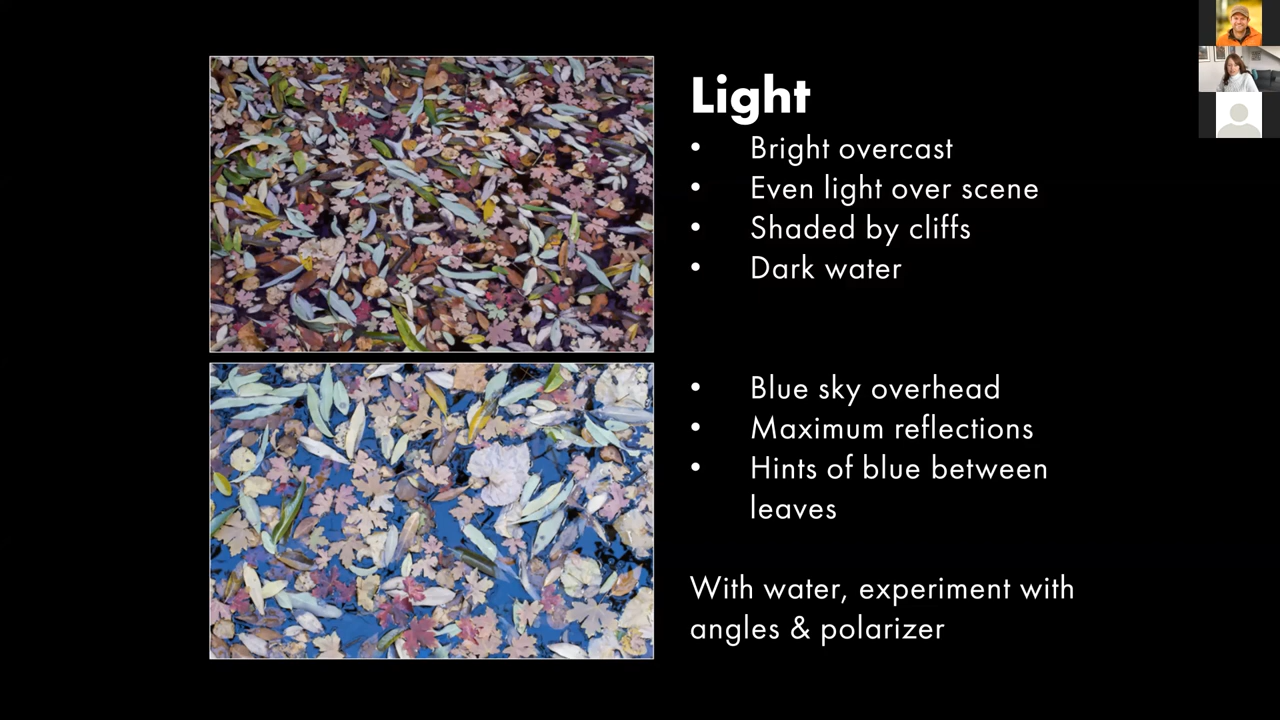 Light
• Bright overcast
• Even light over scene
• Shaded by cliffs
• Dark water
• Blue sky overhead
• Maximum reflections
• Hints of blue between
leaves
With water, experiment with
angles & polarizer